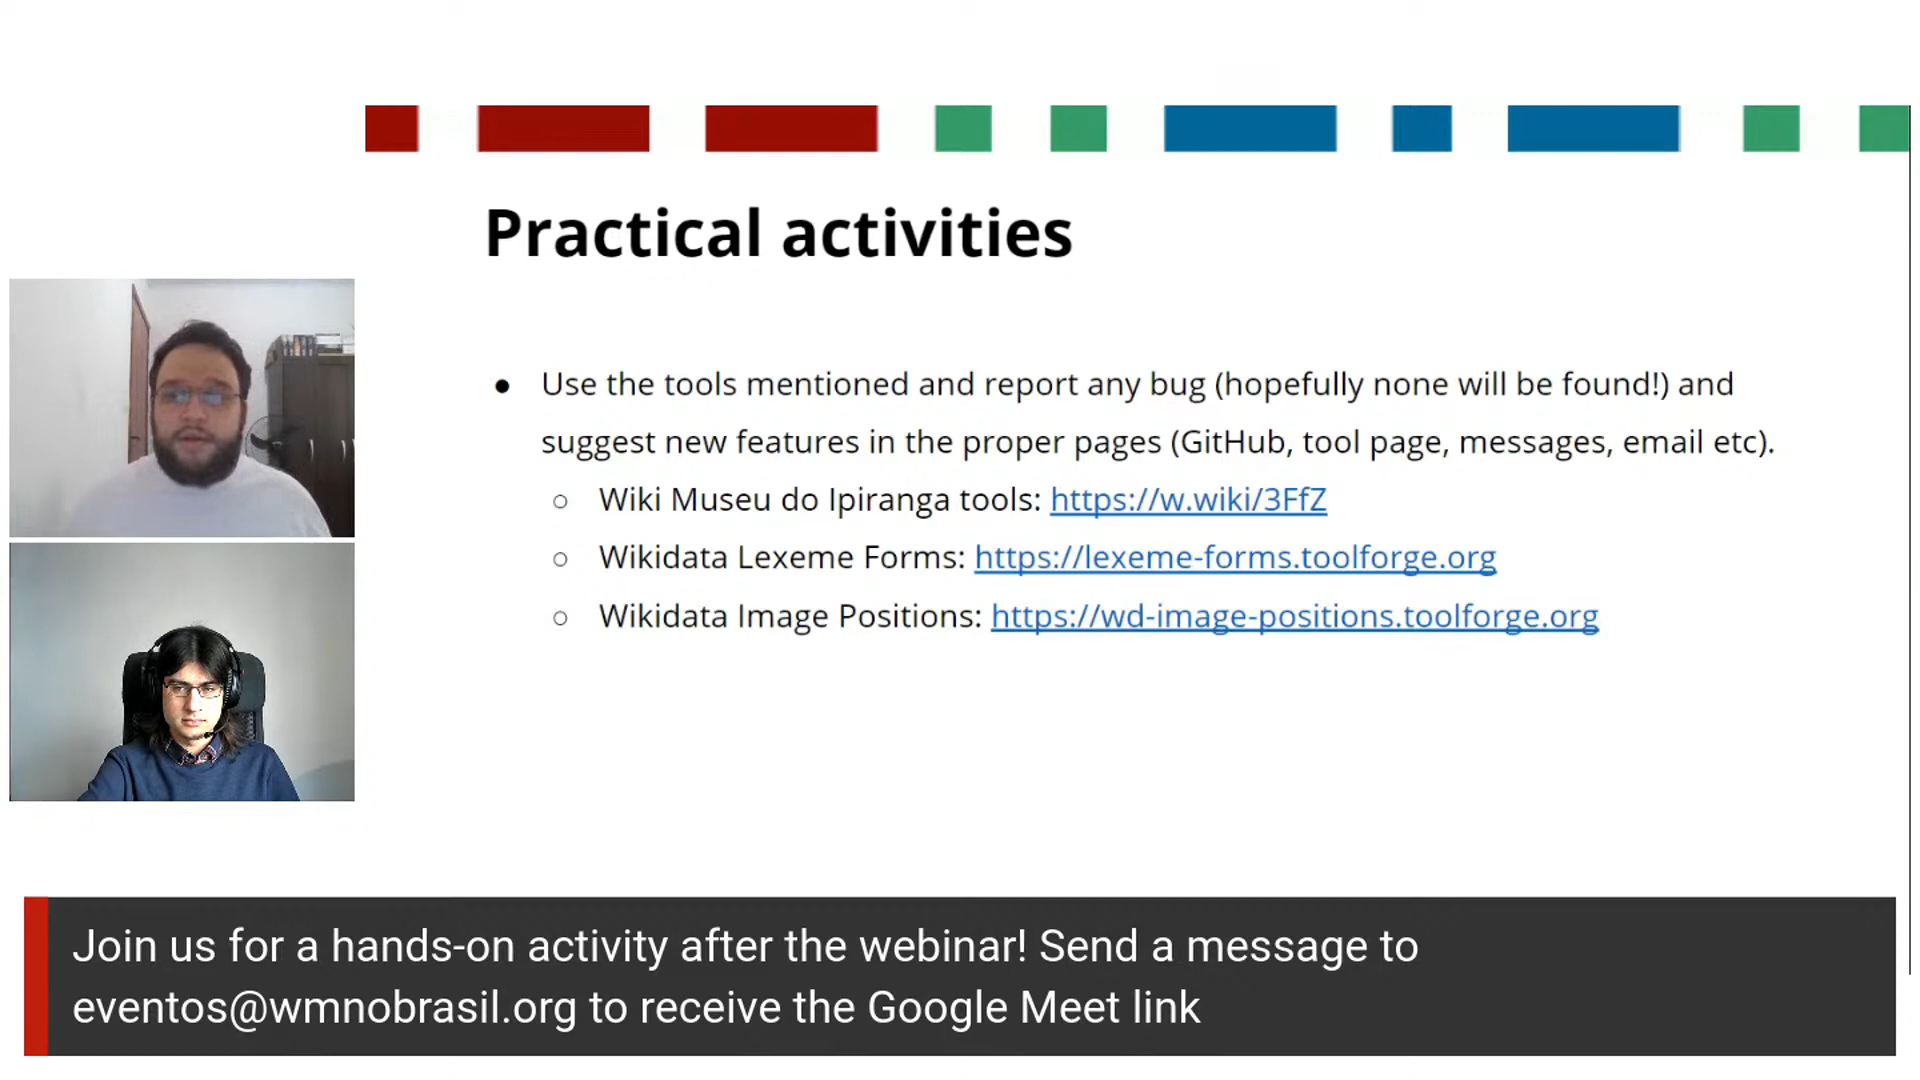 Practical activities
● Use the tools mentioned and report any bug (hopefully none will be found!) and
suggest new features in the proper pages (GitHub, tool page, messages, email etc).
○ Wiki Museu do Ipiranga tools: https://w.wiki/3FfZ
○ Wikidata Lexeme Forms: https://lexeme-forms.toolforge.org
○ Wikidata Image Positions: https://wd-image-positions.toolforge.org
Join us for a hands-on activity after the webinar! Send a message to
eventos@wmnobrasil.org to receive the Google Meet link